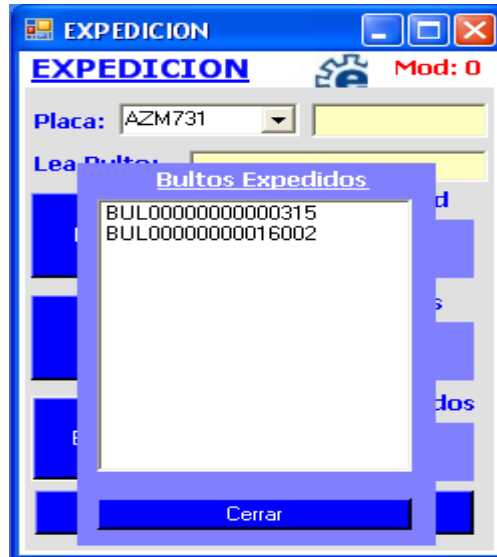 EXPEDICION
EXPEDICION Mod: 0
Placa: AZM731
Lea Bulto:
Bultos Expedidos
BUL00000000000315
BUL00000000016002
Cerrar